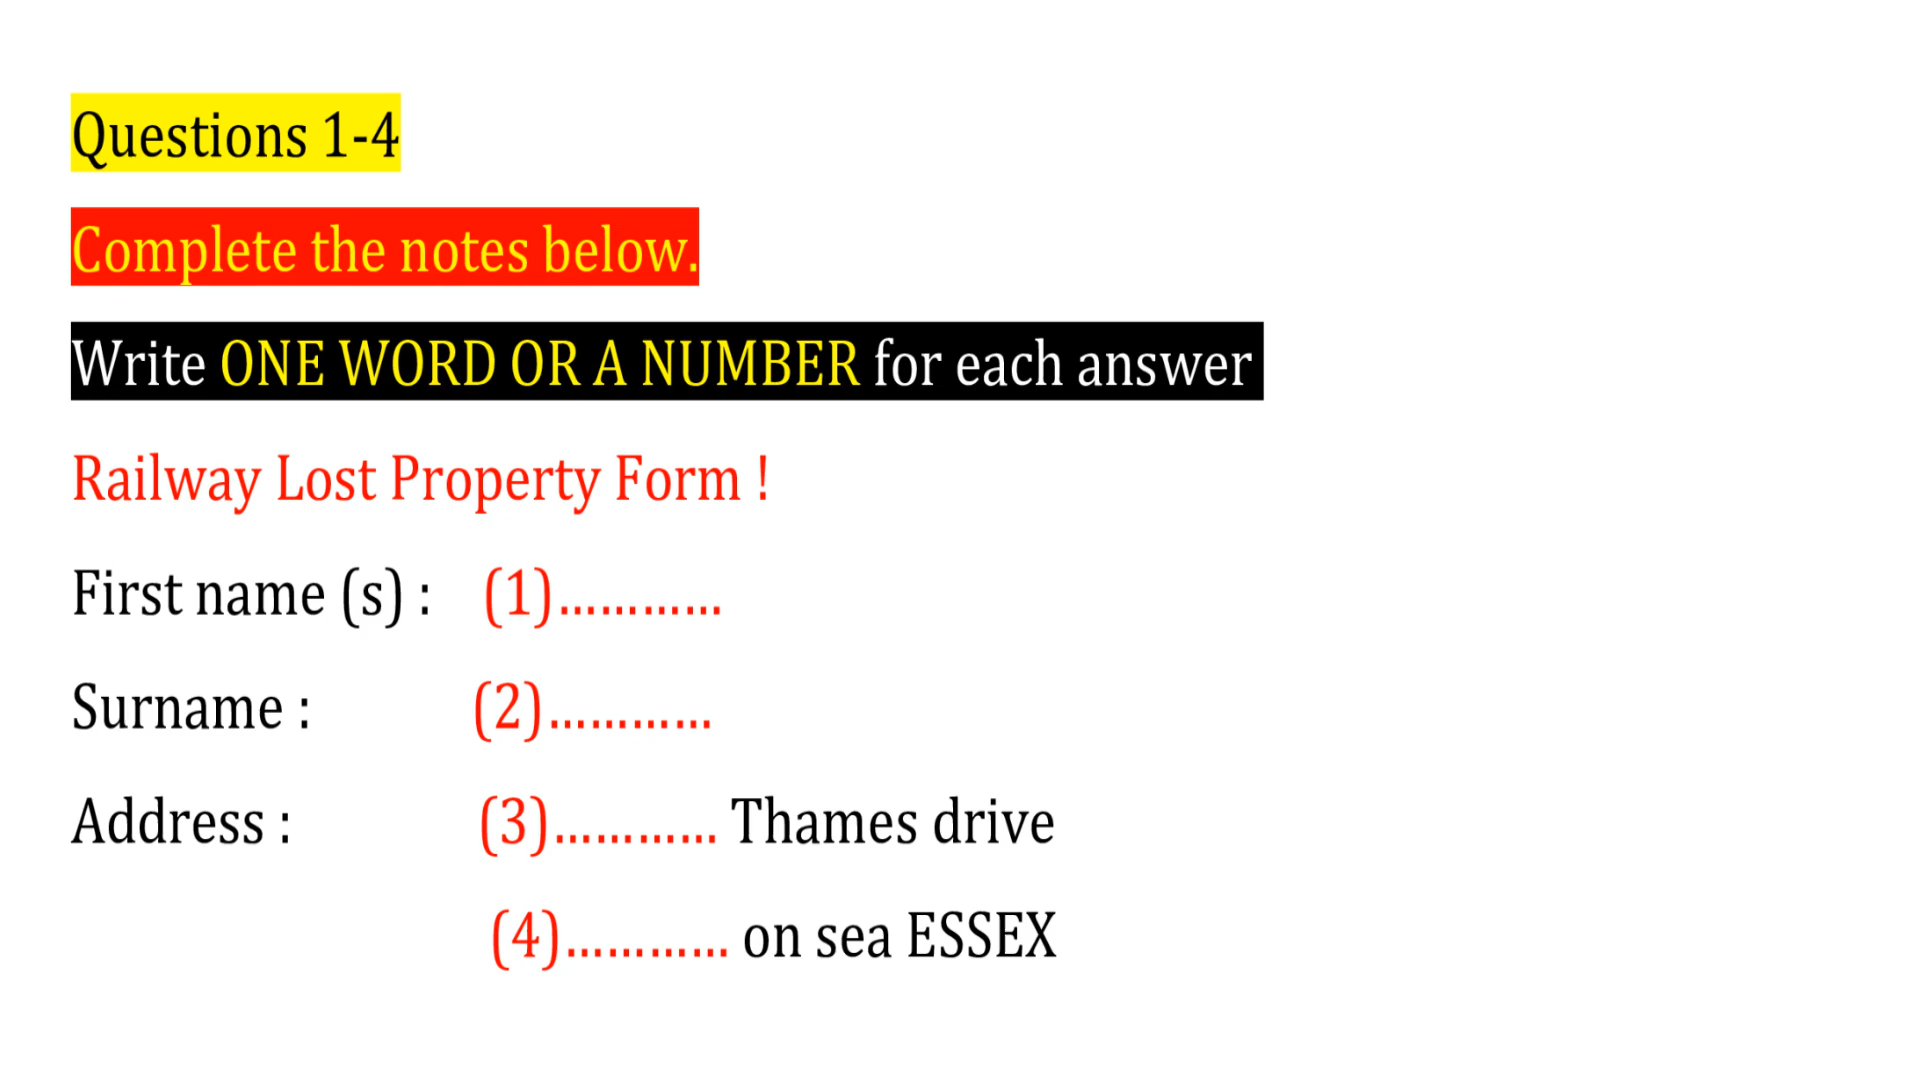 Questions 1-4
Complete the notes below.
Write ONE WORD OR A NUMBER for each answer
Railway Lost Property Form !
First name (s) : (1)............
Surname : (2)............
Address : (3)............ Thames drive
(4)............ on sea ESSEX